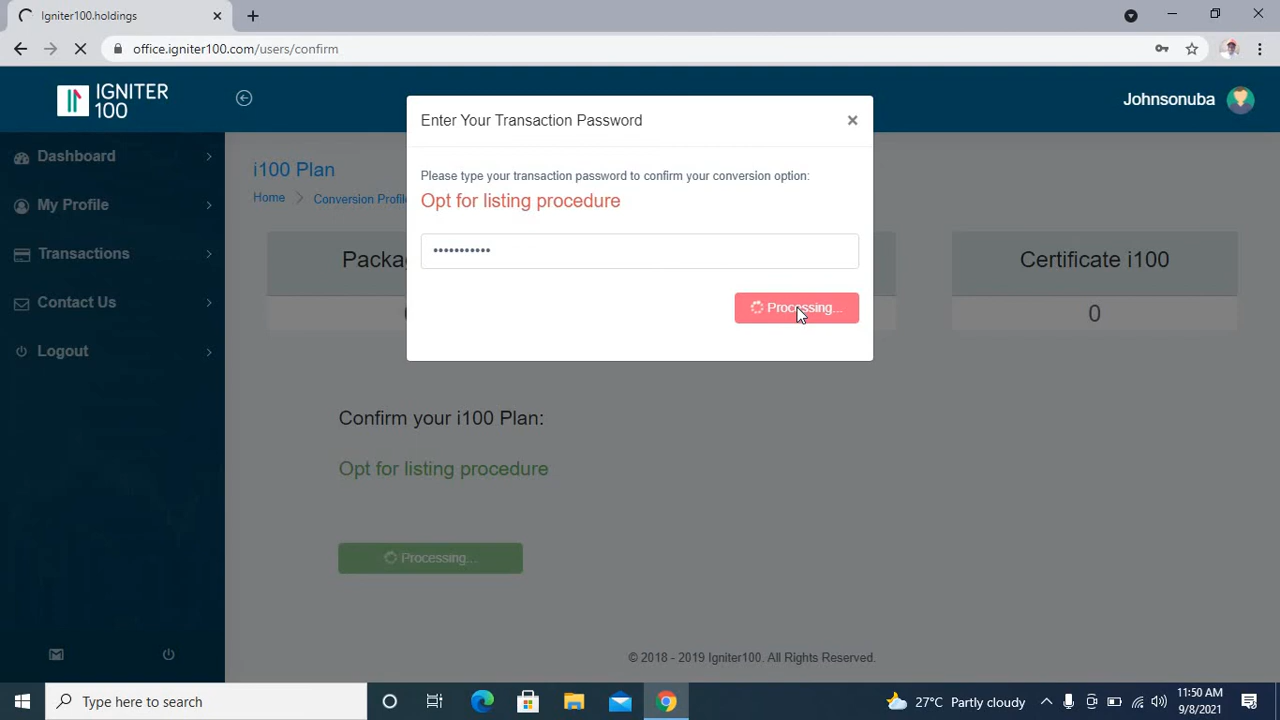 Igniter100.holdings
office.igniter100.com/users/confirm
IGNITER
100
Johnsonuba
Dashboard
My Profile
Transactions
Contact Us
Logout
i100 Plan
Home
Conversion Profile
Enter Your Transaction Password
Please type your transaction password to confirm your conversion option:
Opt for listing procedure
•••••••••••
Processing...
Certificate i100
0
Confirm your i100 Plan:
Opt for listing procedure
Processing...
© 2018 - 2019 Igniter100. All Rights Reserved.
Type here to search
27°C Partly cloudy
11:50 AM
9/8/2021